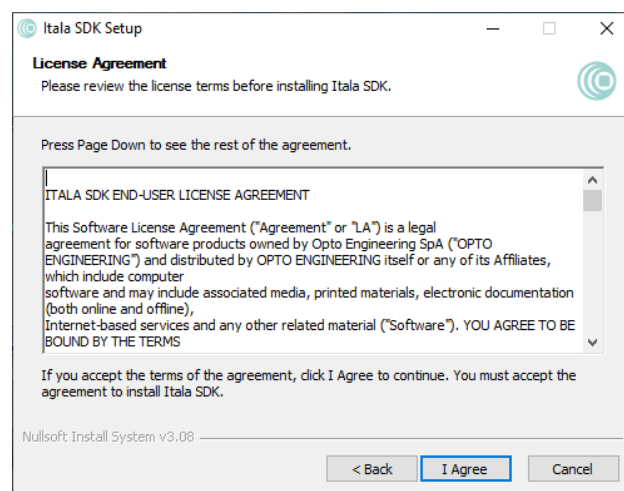 Itala SDK Setup
License Agreement
Please review the license terms before installing Itala SDK.
Press Page Down to see the rest of the agreement.
ITALA SDK END-USER LICENSE AGREEMENT
This Software License Agreement ("Agreement" or "LA") is a legal
agreement for software products owned by Opto Engineering SpA ("OPTO
ENGINEERING") and distributed by OPTO ENGINEERING itself or any of its Affiliates,
which include computer
software and may include associated media, printed materials, electronic documentation
(both online and offline),
Internet-based services and any other related material ("Software"). YOU AGREE TO BE
BOUND BY THE TERMS
If you accept the terms of the agreement, click I Agree to continue. You must accept the
agreement to install Itala SDK.
Nullsoft Install System v3.08
< Back I Agree Cancel